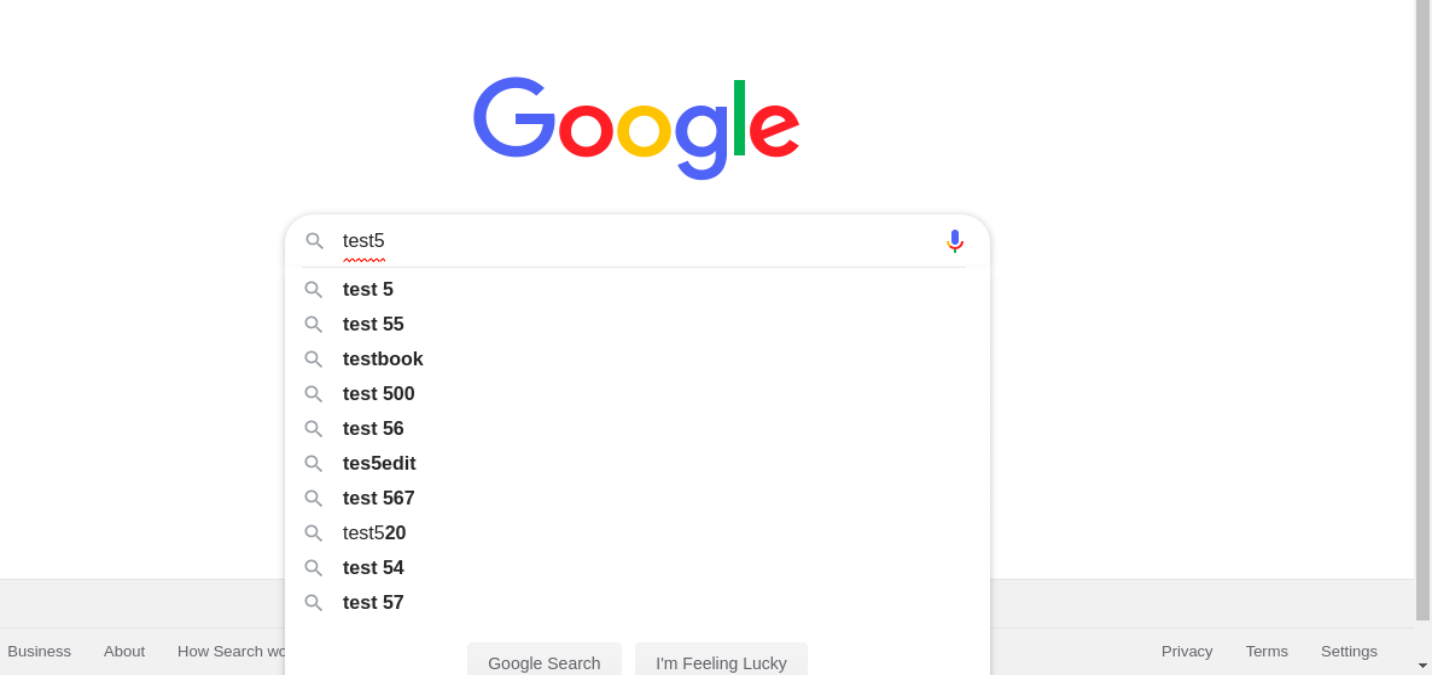 Google
test5
test 5
test 55
testbook
test 500
test 56
tes5edit
test 567
test520
test 54
test 57
Google Search I'm Feeling Lucky
Business About How Search wo Privacy Terms Settings